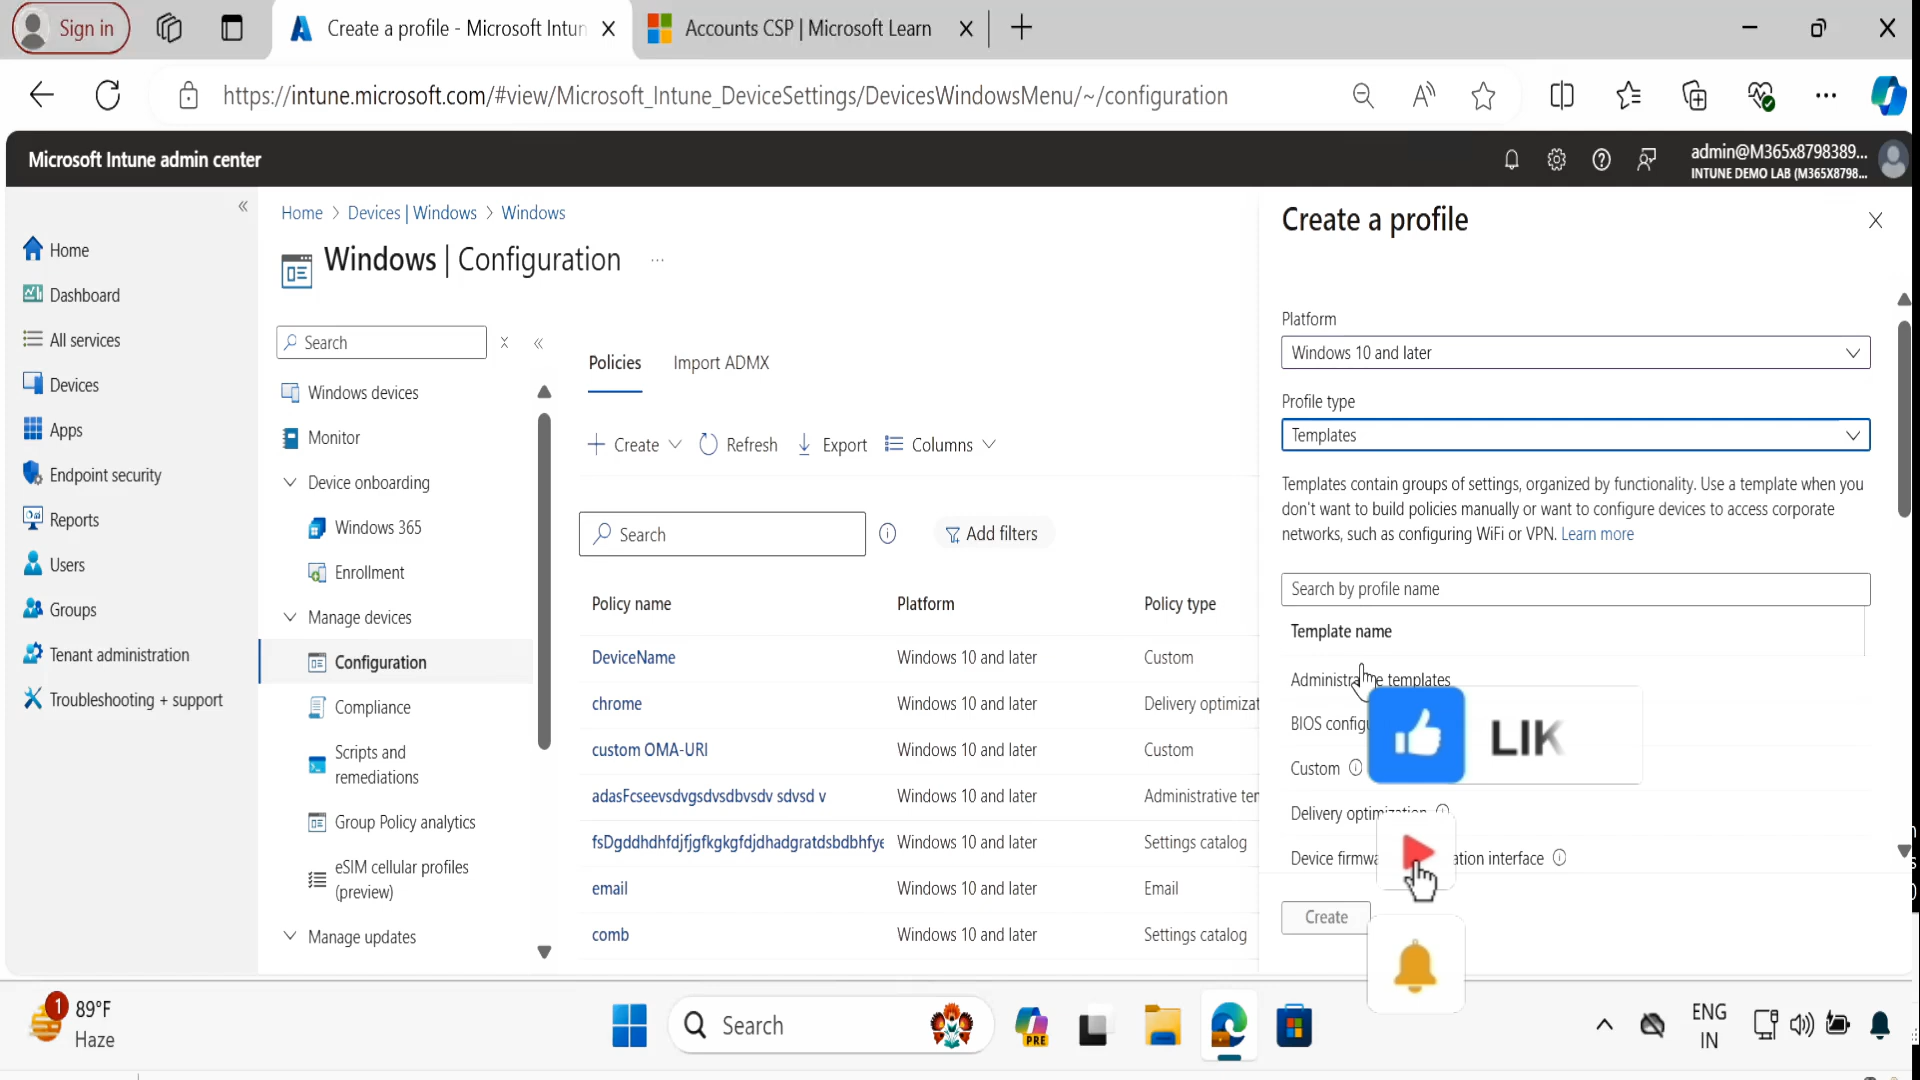 Sign in
Create a profile - Microsoft Intun
Accounts CSP | Microsoft Learn
https://intune.microsoft.com/#view/Microsoft_Intune_DeviceSettings/DevicesWindowsMenu/~/configuration
Microsoft Intune admin center
admin@M365x8798389...
INTUNE DEMO LAB (M365X8798...
Home
Dashboard
All services
Devices
Apps
Endpoint security
Reports
Users
Groups
Tenant administration
Troubleshooting + support
Home > Devices | Windows > Windows
Windows | Configuration ...
Search
Windows devices
Monitor
Device onboarding
Windows 365
Enrollment
Manage devices
Configuration
Compliance
Scripts and
remediations
Group Policy analytics
eSIM cellular profiles
(preview)
Manage updates
Policies Import ADMX
Create Refresh Export Columns
Search
Add filters
Policy name Platform Policy type
DeviceName Windows 10 and later Custom
chrome Windows 10 and later Delivery optimizat
custom OMA-URI Windows 10 and later Custom
adasFcseevsdvgsdvsdbvsdv sdvsd v Windows 10 and later Administrative ter
fsDgddhdhfdjfjgfkgkgfdjdhadgratdsbdbhfye Windows 10 and later Settings catalog
email Windows 10 and later Email
comb Windows 10 and later Settings catalog
Create a profile
Platform
Windows 10 and later
Profile type
Templates
Templates contain groups of settings, organized by functionality. Use a template when you
don't want to build policies manually or want to configure devices to access corporate
networks, such as configuring WiFi or VPN. Learn more
Search by profile name
Template name
Administrative templates
BIOS config
Custom
Delivery optimization
Device firmwa ation interface
Create
LIK
1
89°F
Haze
Search
PRE
ENG
IN